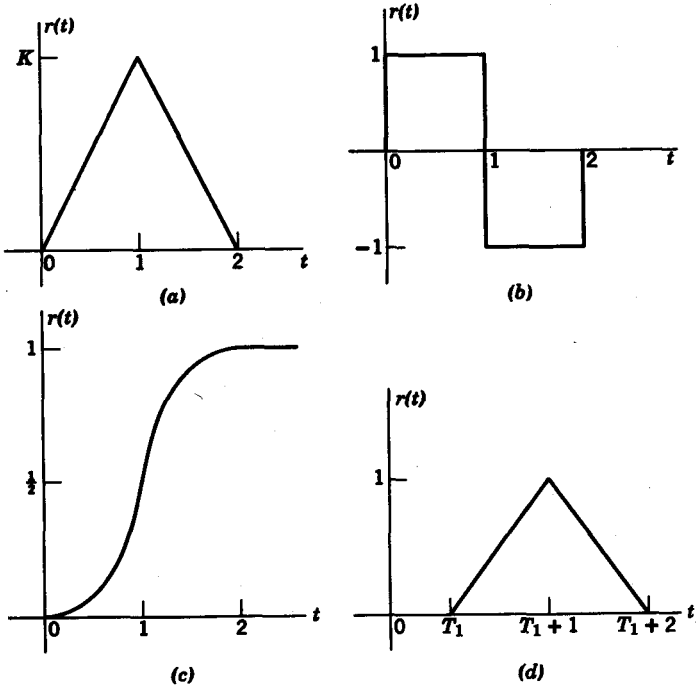 r(t)
K
0 1 2 t
(a)
r(t)
1
0 1 2 t
−1
(b)
r(t)
1
½
0 1 2 t
(c)
r(t)
1
0 T₁ T₁ + 1 T₁ + 2 t
(d)